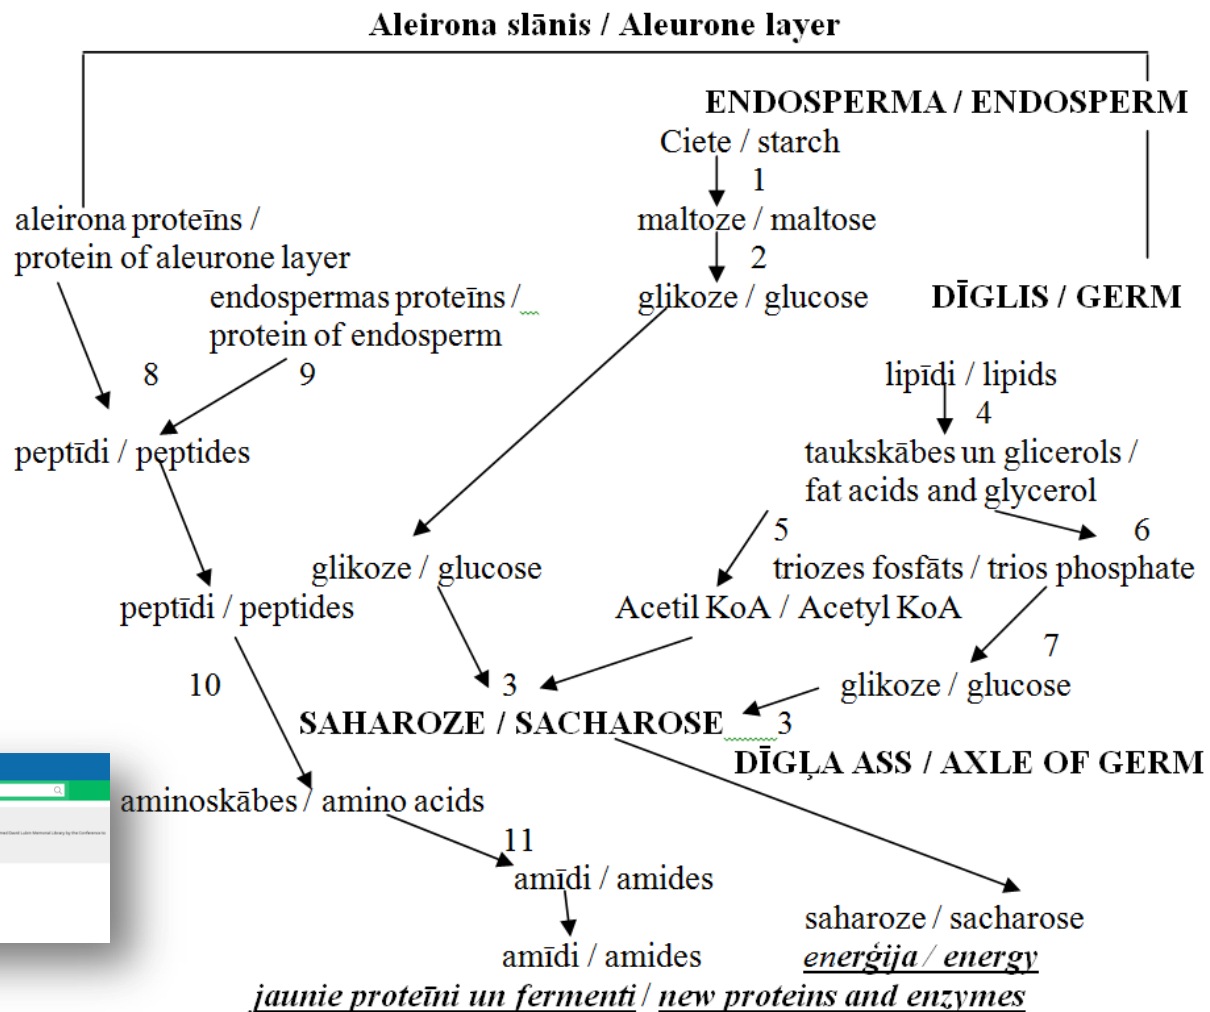 Aleirona slānis / Aleurone layer
ENDOSPERMA / ENDOSPERM
Ciete / starch
1
maltoze / maltose
2
glikoze / glucose
aleirona proteīns /
protein of aleurone layer
endospermas proteīns /
protein of endosperm
DĪGLIS / GERM
8
9
lipīdi / lipids
4
peptīdi / peptides
taukskābes un glicerols /
fat acids and glycerol
5
6
glikoze / glucose
triozes fosfāts / trios phosphate
peptīdi / peptides
Acetil KoA / Acetyl KoA
7
10
3
glikoze / glucose
SAHAROZE / SACHAROSE
3
DĪGĻA ASS / AXLE OF GERM
aminoskābes / amino acids
11
amīdi / amides
saharoze / sacharose
amīdi / amides
enerģija / energy
jaunie proteīni un fermenti / new proteins and enzymes